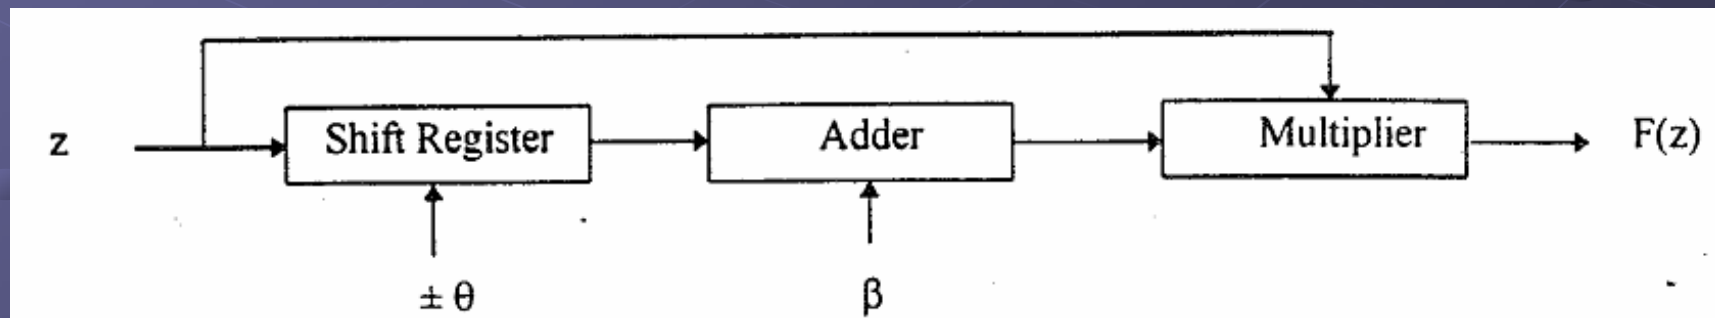 z
Shift Register
Adder
Multiplier
F(z)
± θ
β